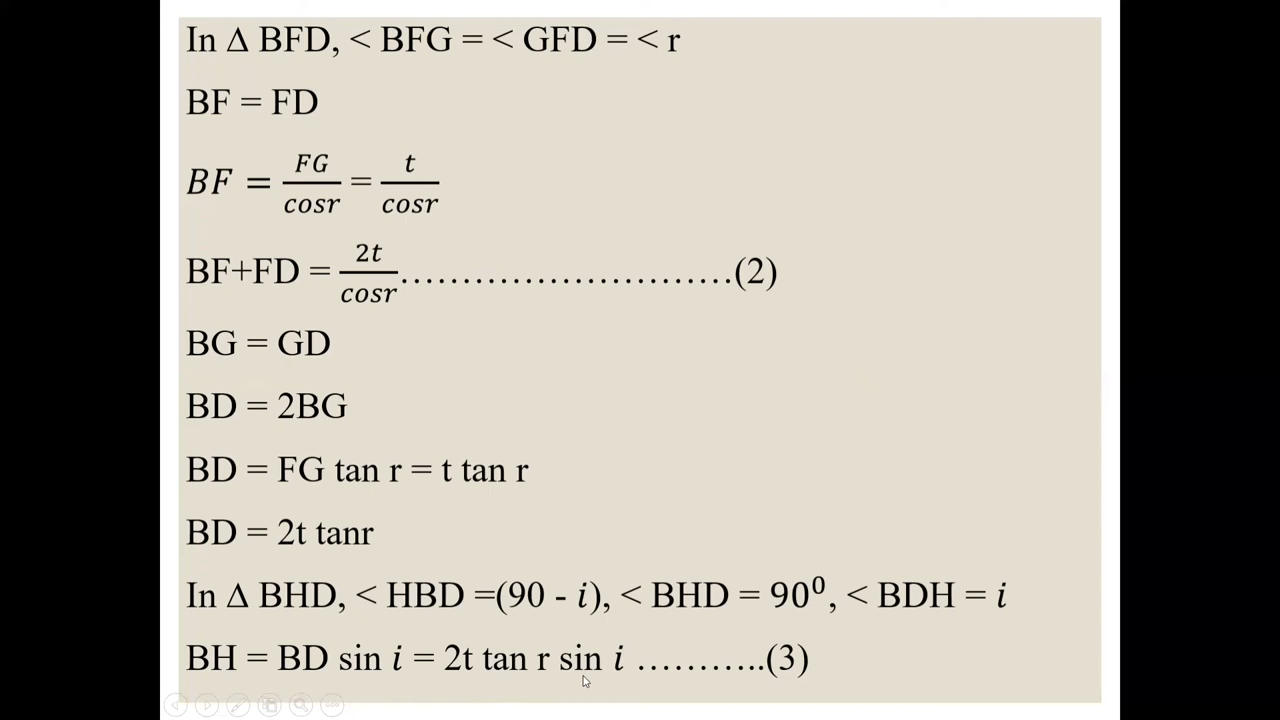 In ∆ BFD, < BFG = < GFD = < r
BF = FD
BF = FG/cosr = t/cosr
BF+FD = 2t/cosr…………………………(2)
BG = GD
BD = 2BG
BD = FG tan r = t tan r
BD = 2t tanr
In ∆ BHD, < HBD =(90 - i), < BHD = 90⁰, < BDH = i
BH = BD sin i = 2t tan r sin i ………..(3)